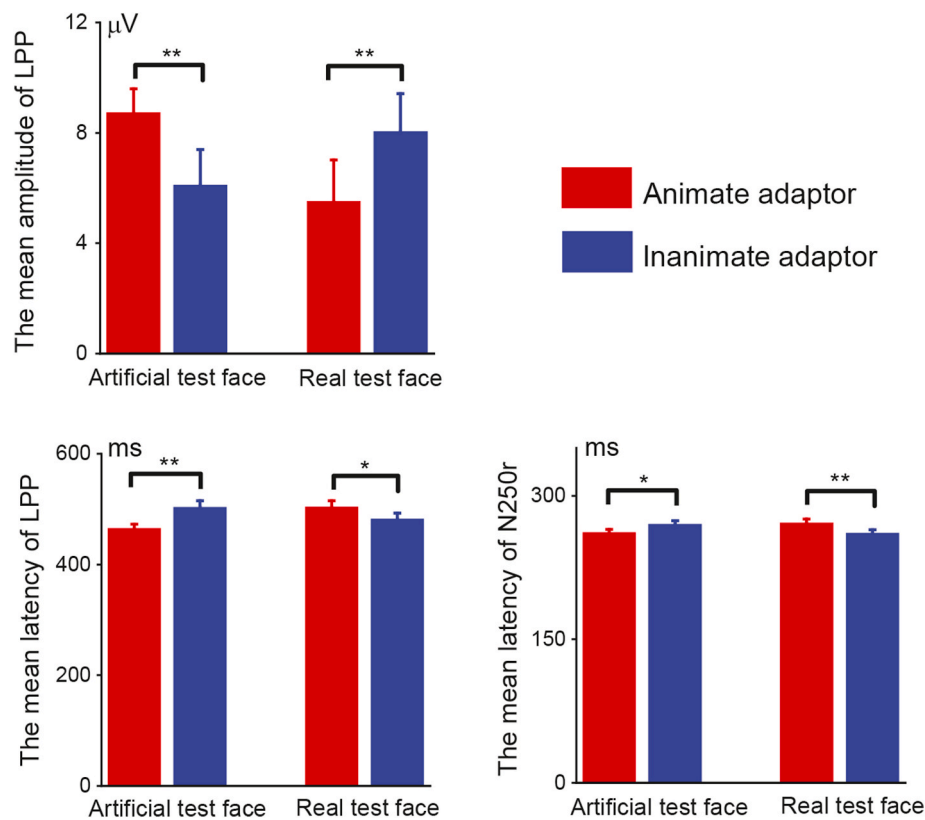 The mean amplitude of LPP
μV
12
8
4
0
**
**
Artificial test face
Real test face
Animate adaptor
Inanimate adaptor
The mean latency of LPP
ms
600
400
200
0
**
*
Artificial test face
Real test face
The mean latency of N250r
ms
300
150
0
*
**
Artificial test face
Real test face